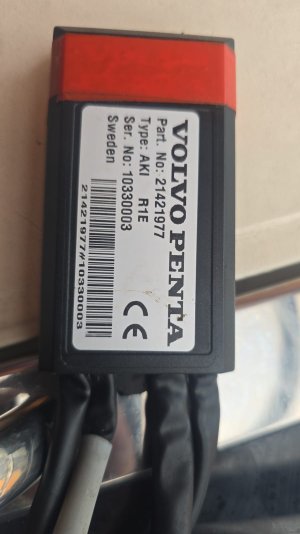 VOLVO PENTA
Part. No: 21421977
Type: AKI R1E
Ser. No: 10330003
Sweden
CE
21421977#10330003